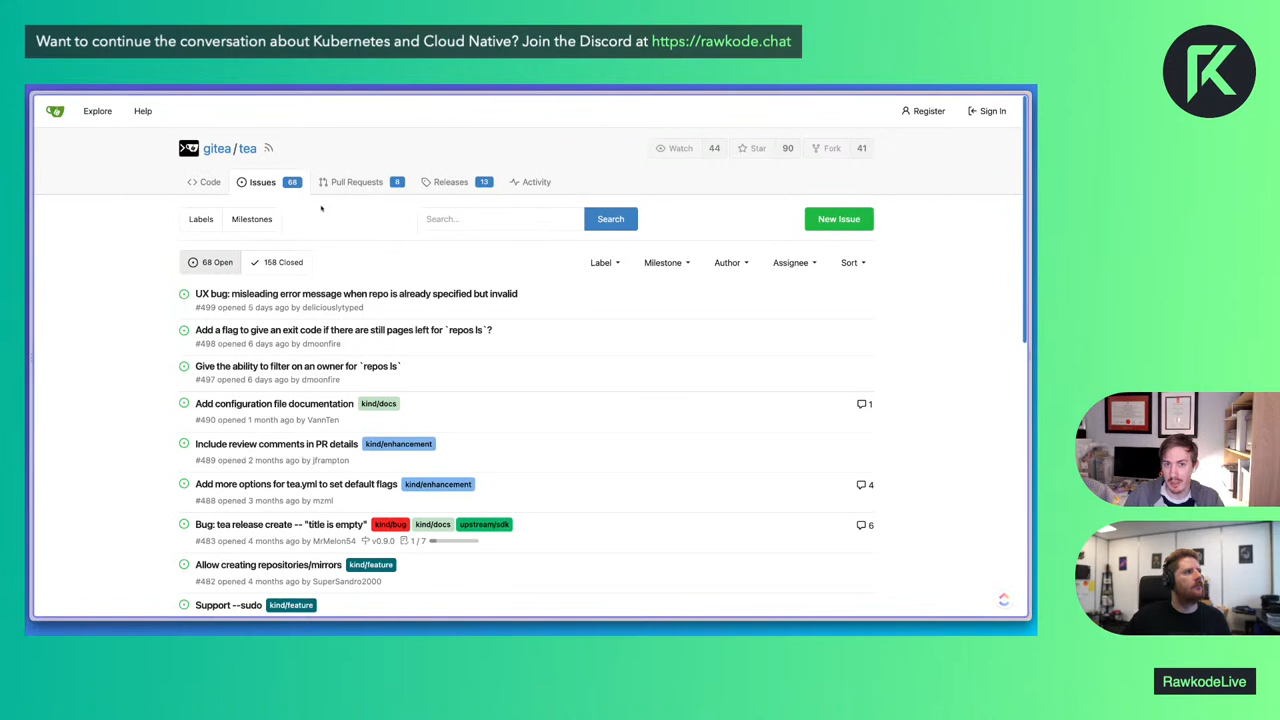 Want to continue the conversation about Kubernetes and Cloud Native? Join the Discord at https://rawkode.chat
Explore Help Register Sign In
gitea/tea Watch 44 Star 90 Fork 41
Code Issues 68 Pull Requests 8 Releases 13 Activity
Labels Milestones Search... Search New Issue
68 Open 158 Closed Label Milestone Author Assignee Sort
UX bug: misleading error message when repo is already specified but invalid
#499 opened 5 days ago by deliciouslytyped
Add a flag to give an exit code if there are still pages left for `repos ls`?
#498 opened 6 days ago by dmoonfire
Give the ability to filter on an owner for `repos ls`
#497 opened 6 days ago by dmoonfire
Add configuration file documentation kind/docs 1
#490 opened 1 month ago by VannTen
Include review comments in PR details kind/enhancement
#489 opened 2 months ago by jframpton
Add more options for tea.yml to set default flags kind/enhancement 4
#488 opened 3 months ago by mzml
Bug: tea release create -- "title is empty" kind/bug kind/docs upstream/sdk 6
#483 opened 4 months ago by MrMelon54 v0.9.0 1 / 7
Allow creating repositories/mirrors kind/feature
#482 opened 4 months ago by SuperSandro2000
Support --sudo kind/feature
RawkodeLive